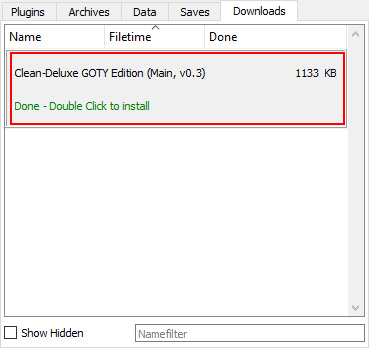 Plugins Archives Data Saves Downloads
Name Filetime Done
Clean-Deluxe GOTY Edition (Main, v0.3) 1133 KB
Done - Double Click to install
Show Hidden Namefilter